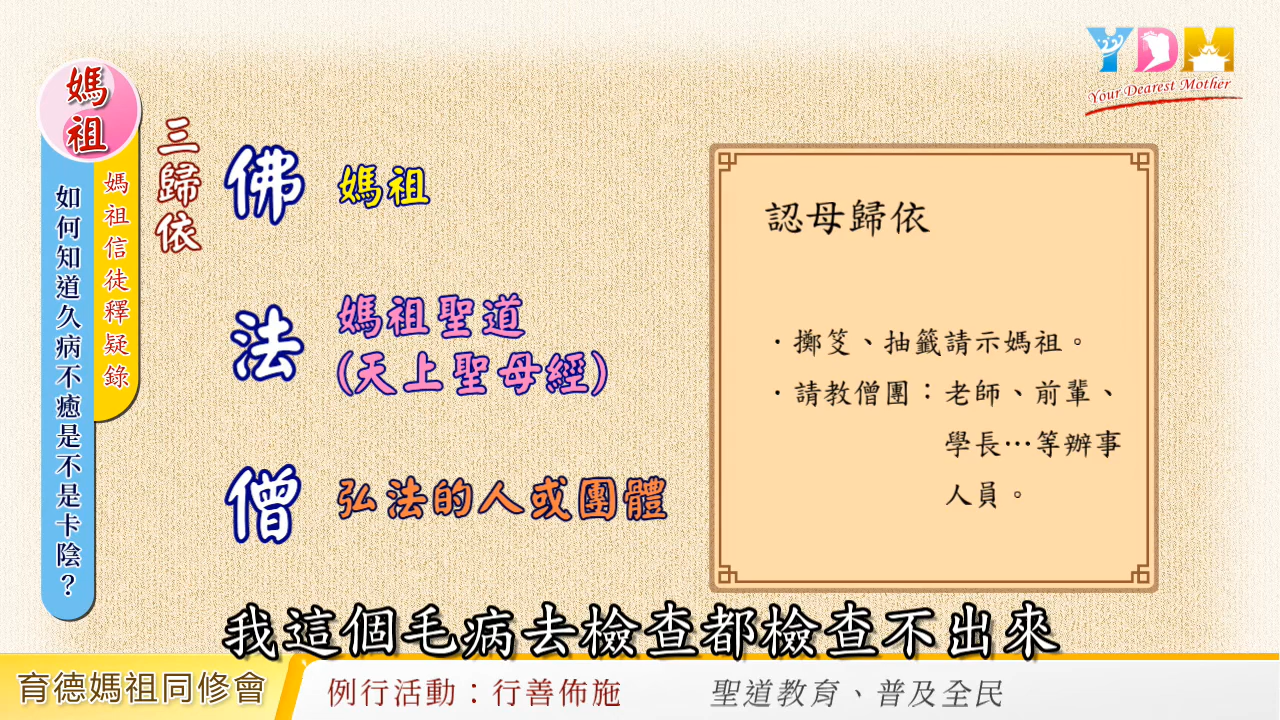 媽祖
媽祖信徒釋疑錄
如何知道久病不癒是不是卡陰？
YDM
Your Dearest Mother
三歸依
佛 媽祖
法 媽祖聖道
(天上聖母經)
僧 弘法的人或團體
認母歸依
．擲筊、抽籤請示媽祖。
．請教僧團：老師、前輩、
學長…等辦事
人員。
我這個毛病去檢查都檢查不出來
育德媽祖同修會
例行活動：行善佈施 聖道教育、普及全民